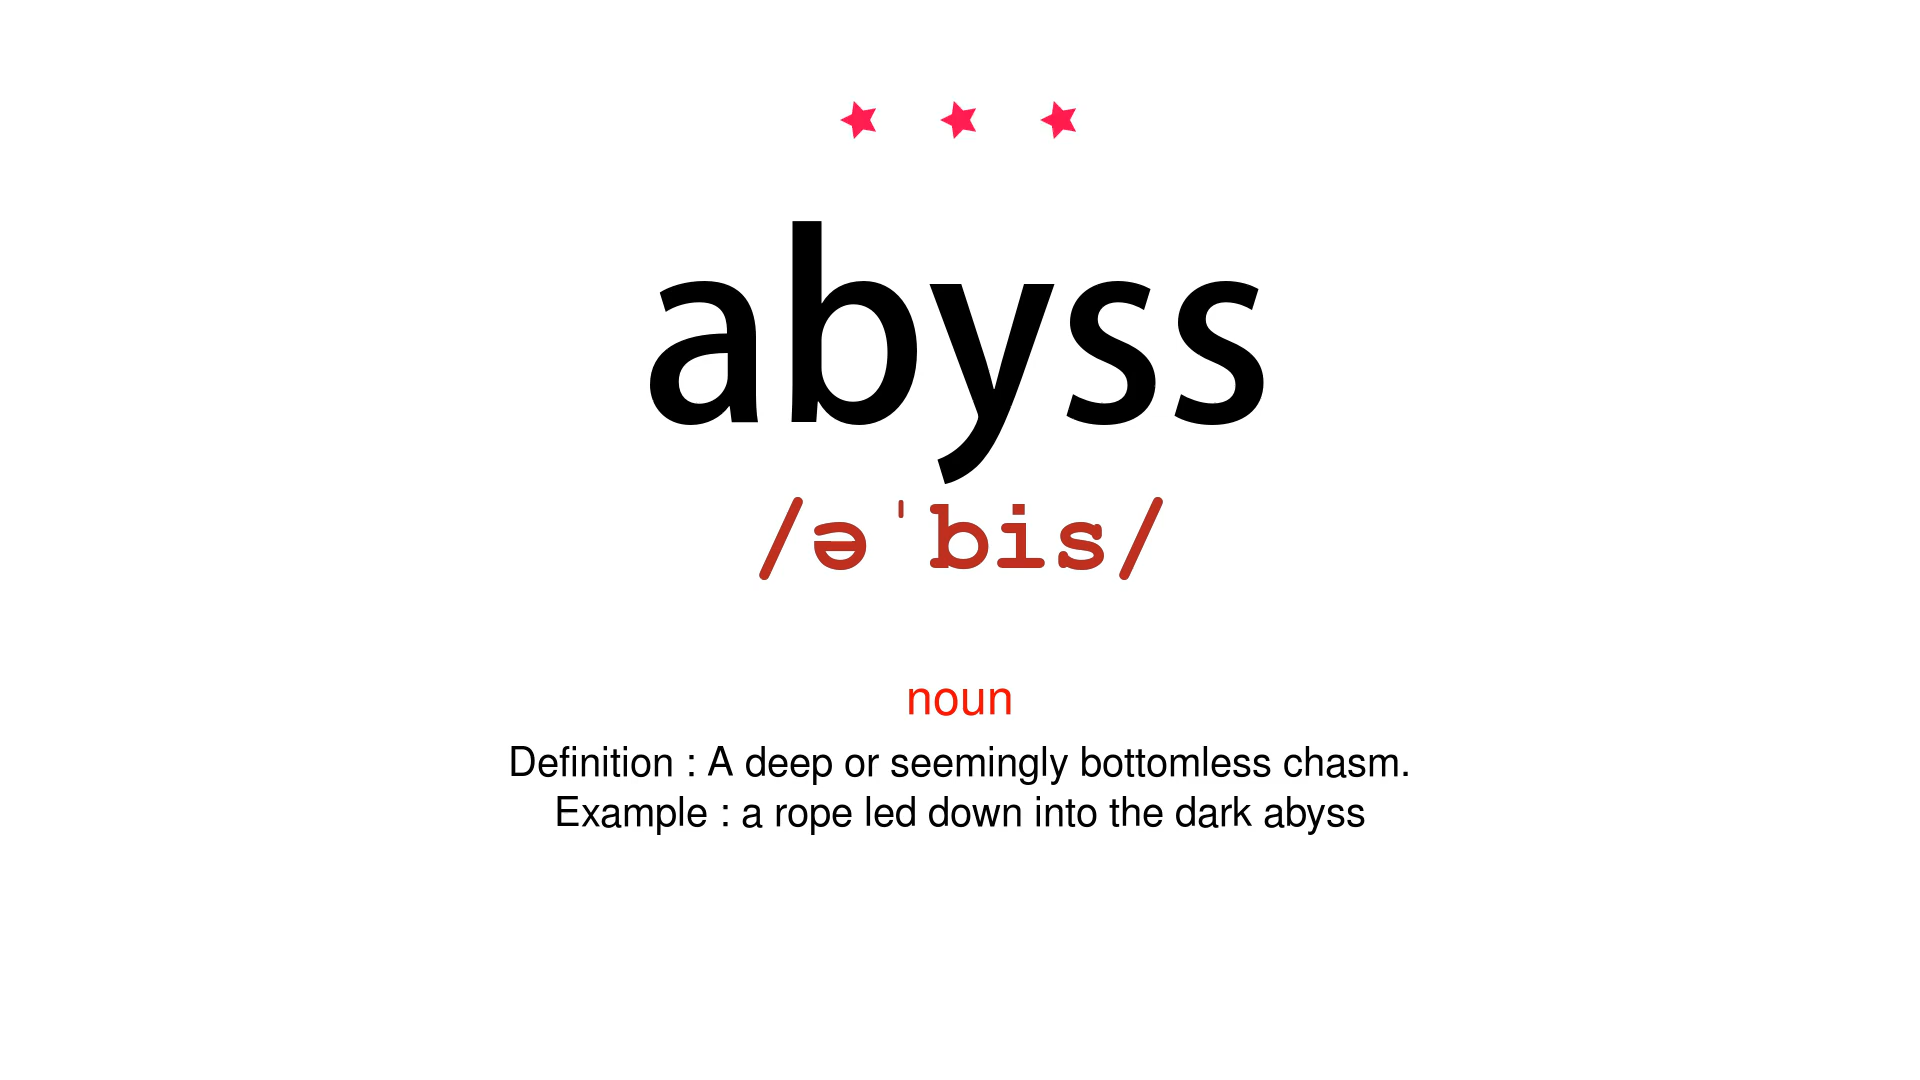 abyss
/əˈbis/
noun
Definition : A deep or seemingly bottomless chasm.
Example : a rope led down into the dark abyss